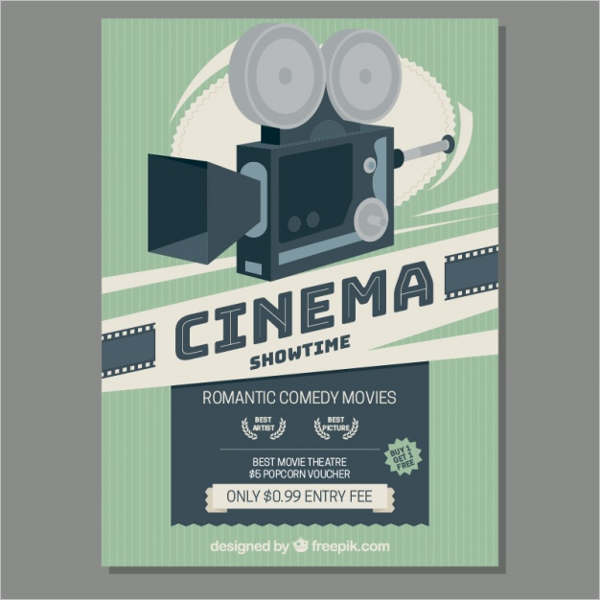 CINEMA
SHOWTIME
ROMANTIC COMEDY MOVIES
BEST
ARTIST
BEST
PICTURE
BEST MOVIE THEATRE
$5 POPCORN VOUCHER
BUY 1
GET 1
FREE
ONLY $0.99 ENTRY FEE
designed by freepik.com